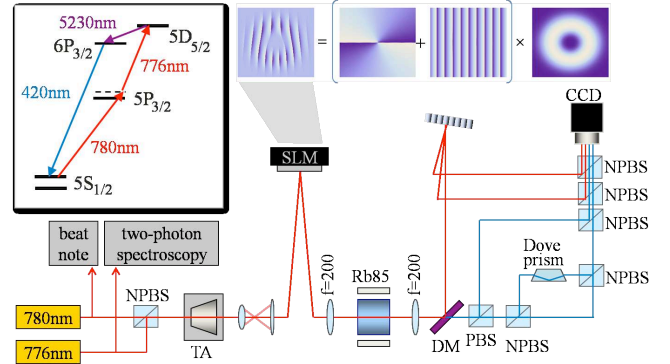 5230nm
6P3/2
5D5/2
776nm
420nm
5P3/2
780nm
5S1/2
=
+
×
CCD
SLM
NPBS
NPBS
NPBS
beat
note
two-photon
spectroscopy
NPBS
f=200
Rb85
f=200
Dove
prism
NPBS
780nm
776nm
TA
DM
PBS
NPBS